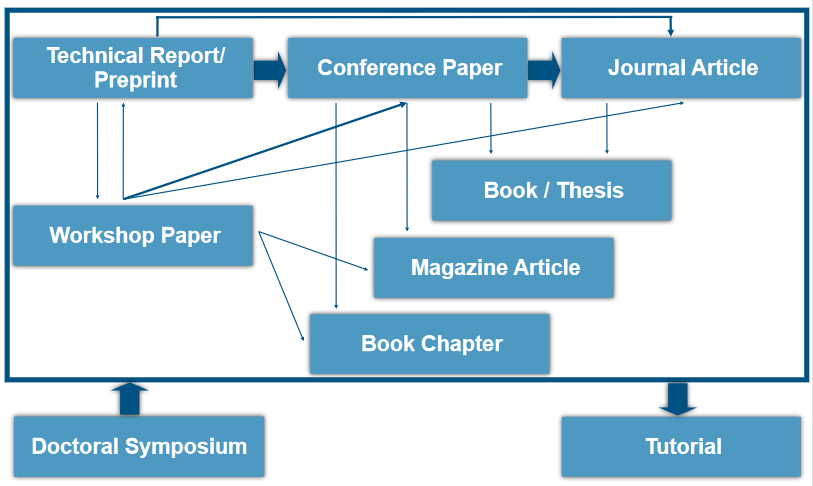 Technical Report/
Preprint
Conference Paper
Journal Article
Book / Thesis
Workshop Paper
Magazine Article
Book Chapter
Doctoral Symposium
Tutorial